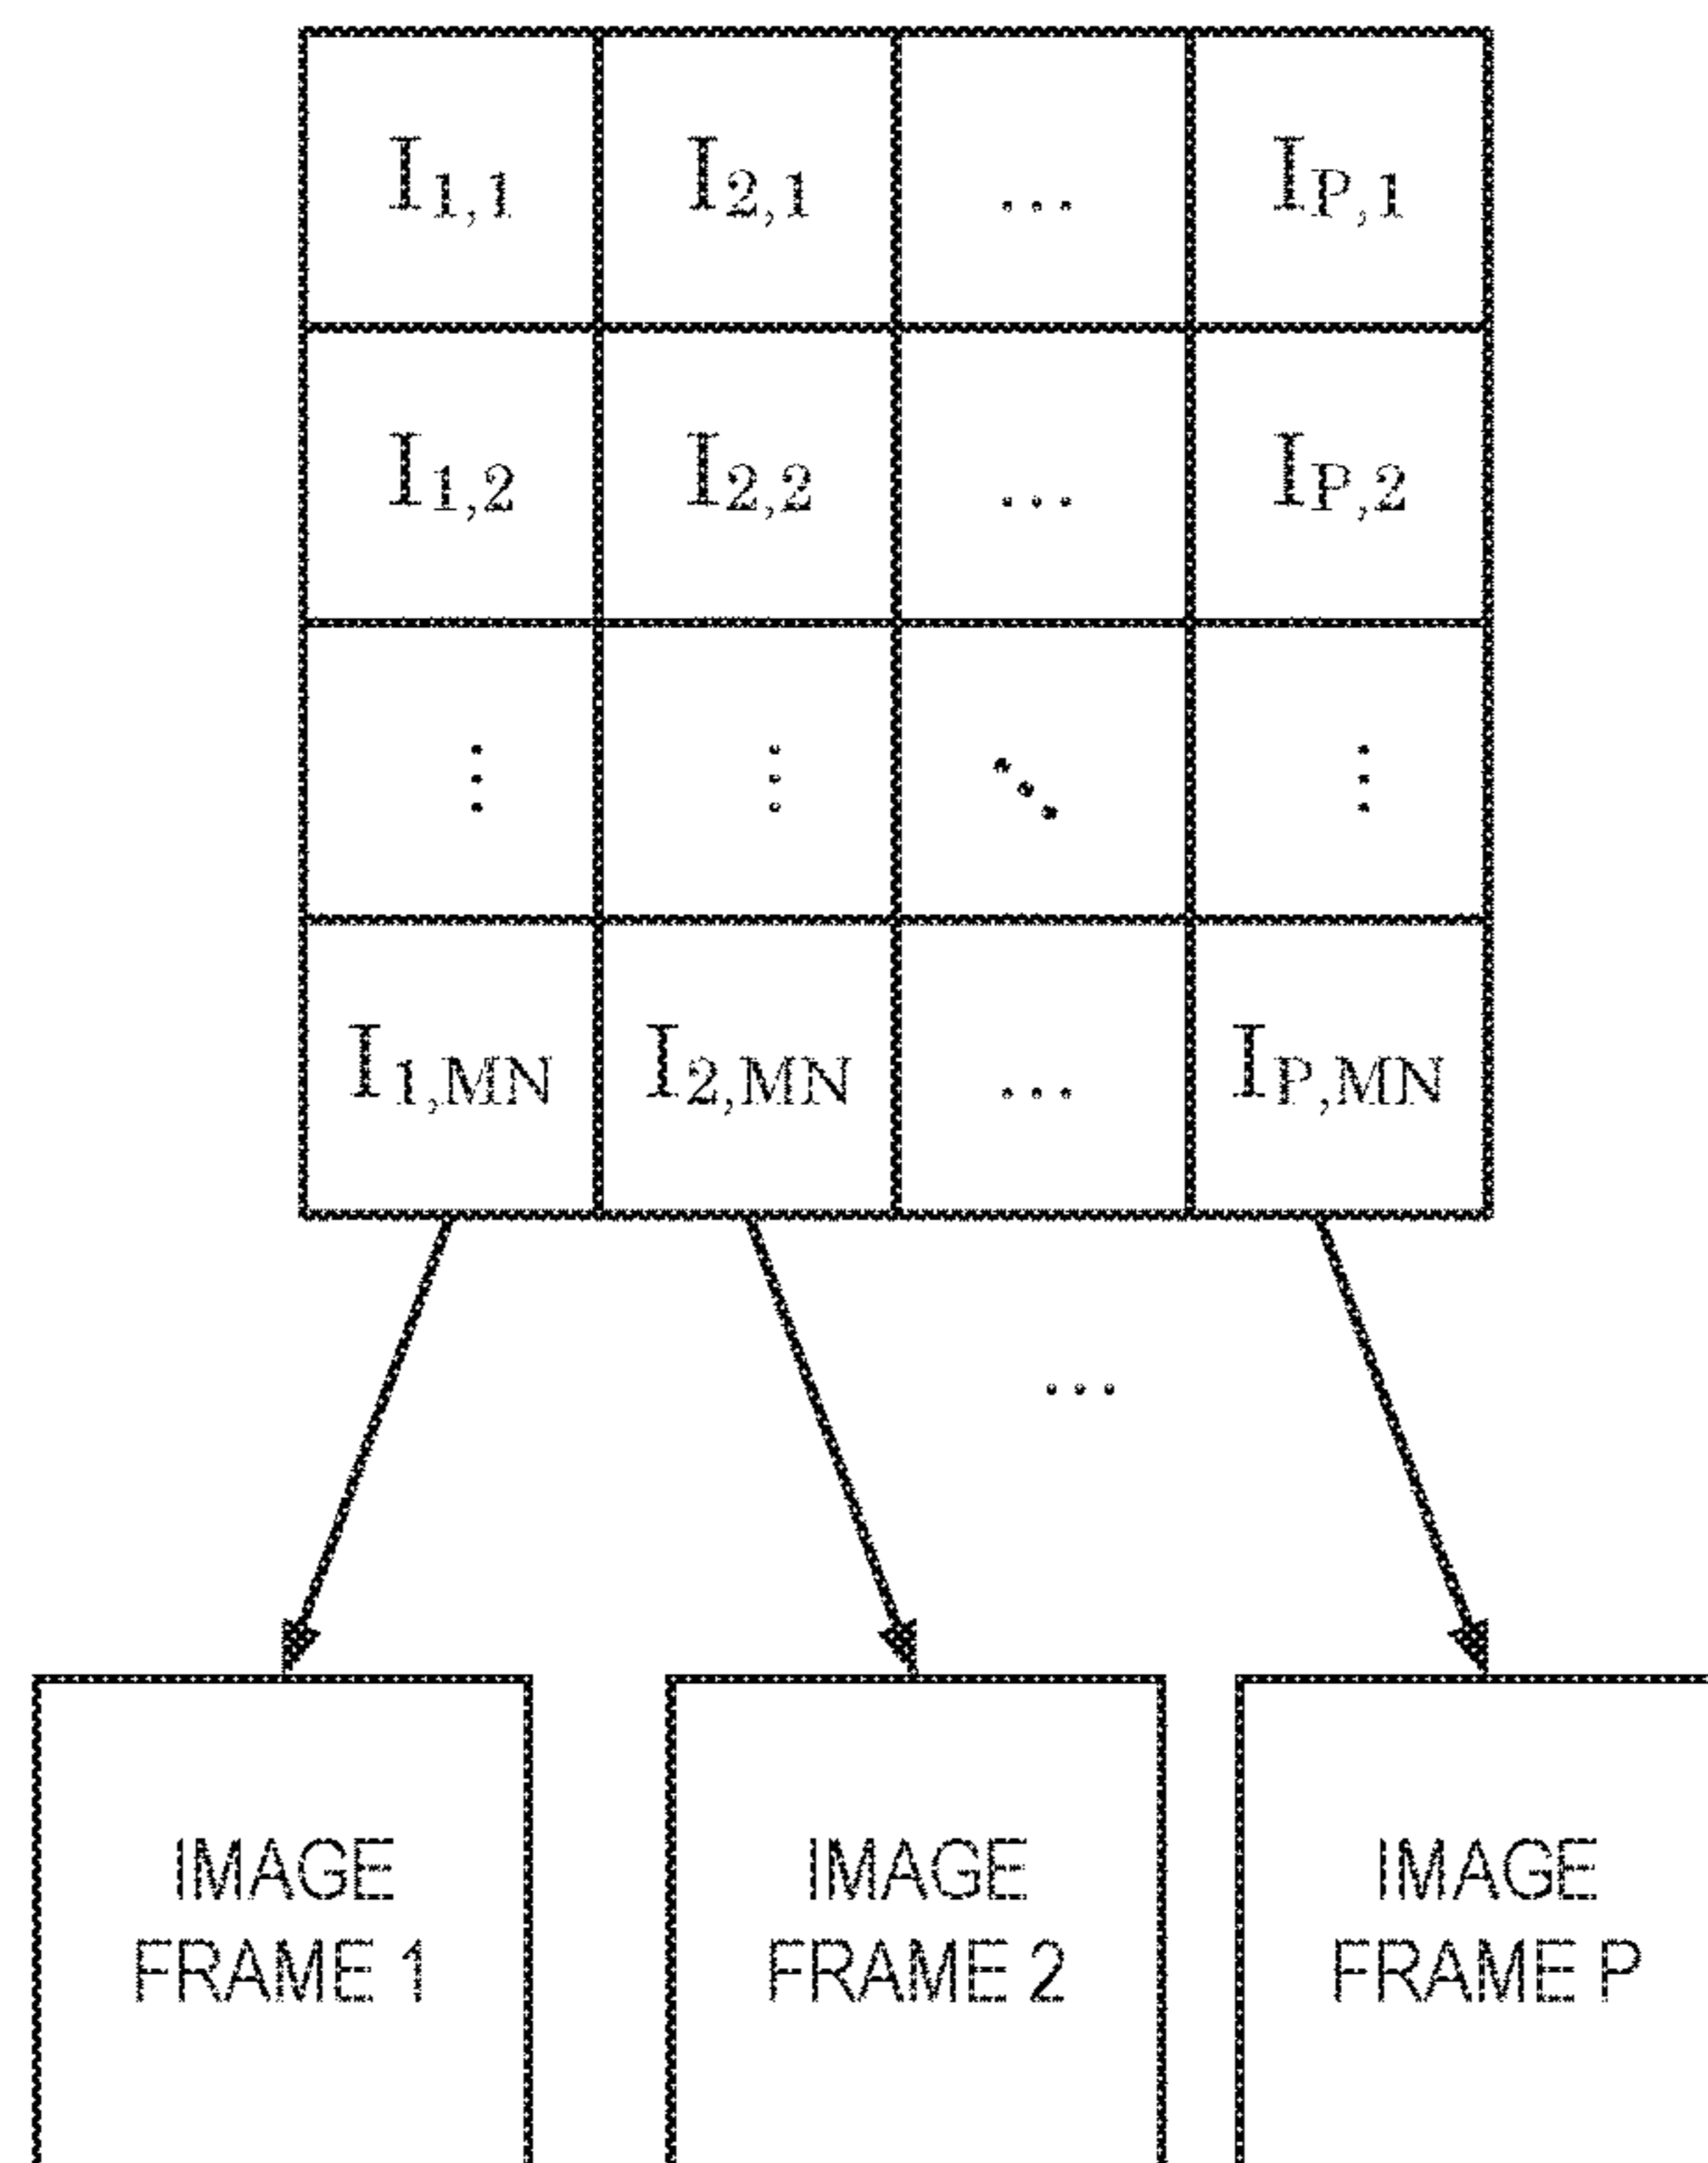 I1,1 I2,1 ... IP,1
I1,2 I2,2 ... IP,2
⋮ ⋮ ⋱ ⋮
I1,MN I2,MN ... IP,MN
...
IMAGE FRAME 1
IMAGE FRAME 2
IMAGE FRAME P